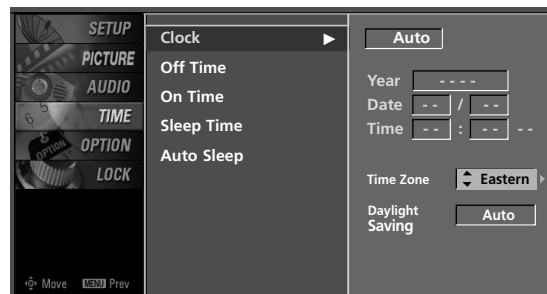 SETUP
PICTURE
AUDIO
TIME
OPTION
LOCK
Move MENU Prev
Clock
Off Time
On Time
Sleep Time
Auto Sleep
Auto
Year - - - -
Date - - / - -
Time - - : - - - -
Time Zone Eastern
Daylight
Saving Auto